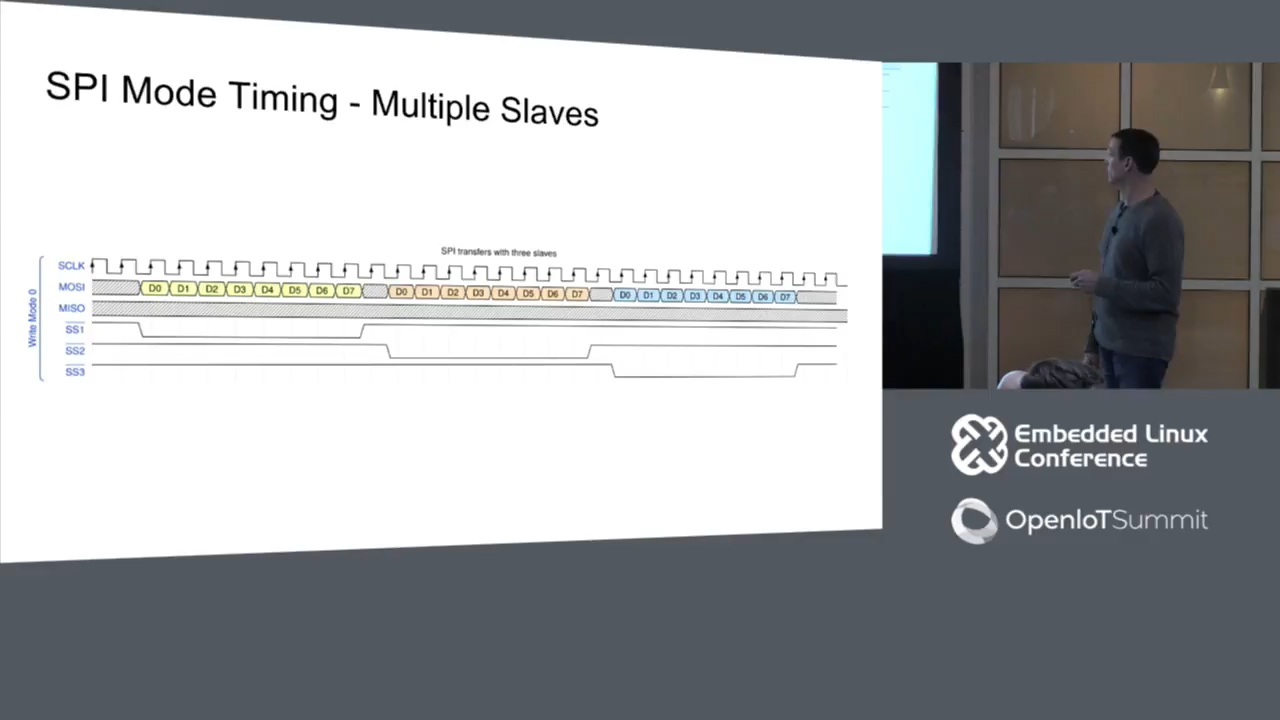 SPI Mode Timing - Multiple Slaves
SPI transfers with three slaves
Write Mode 0
SCLK
MOSI D0 D1 D2 D3 D4 D5 D6 D7 D0 D1 D2 D3 D4 D5 D6 D7 D0 D1 D2 D3 D4 D5 D6 D7
MISO
SS1
SS2
SS3
Embedded Linux
Conference
OpenIoTSummit